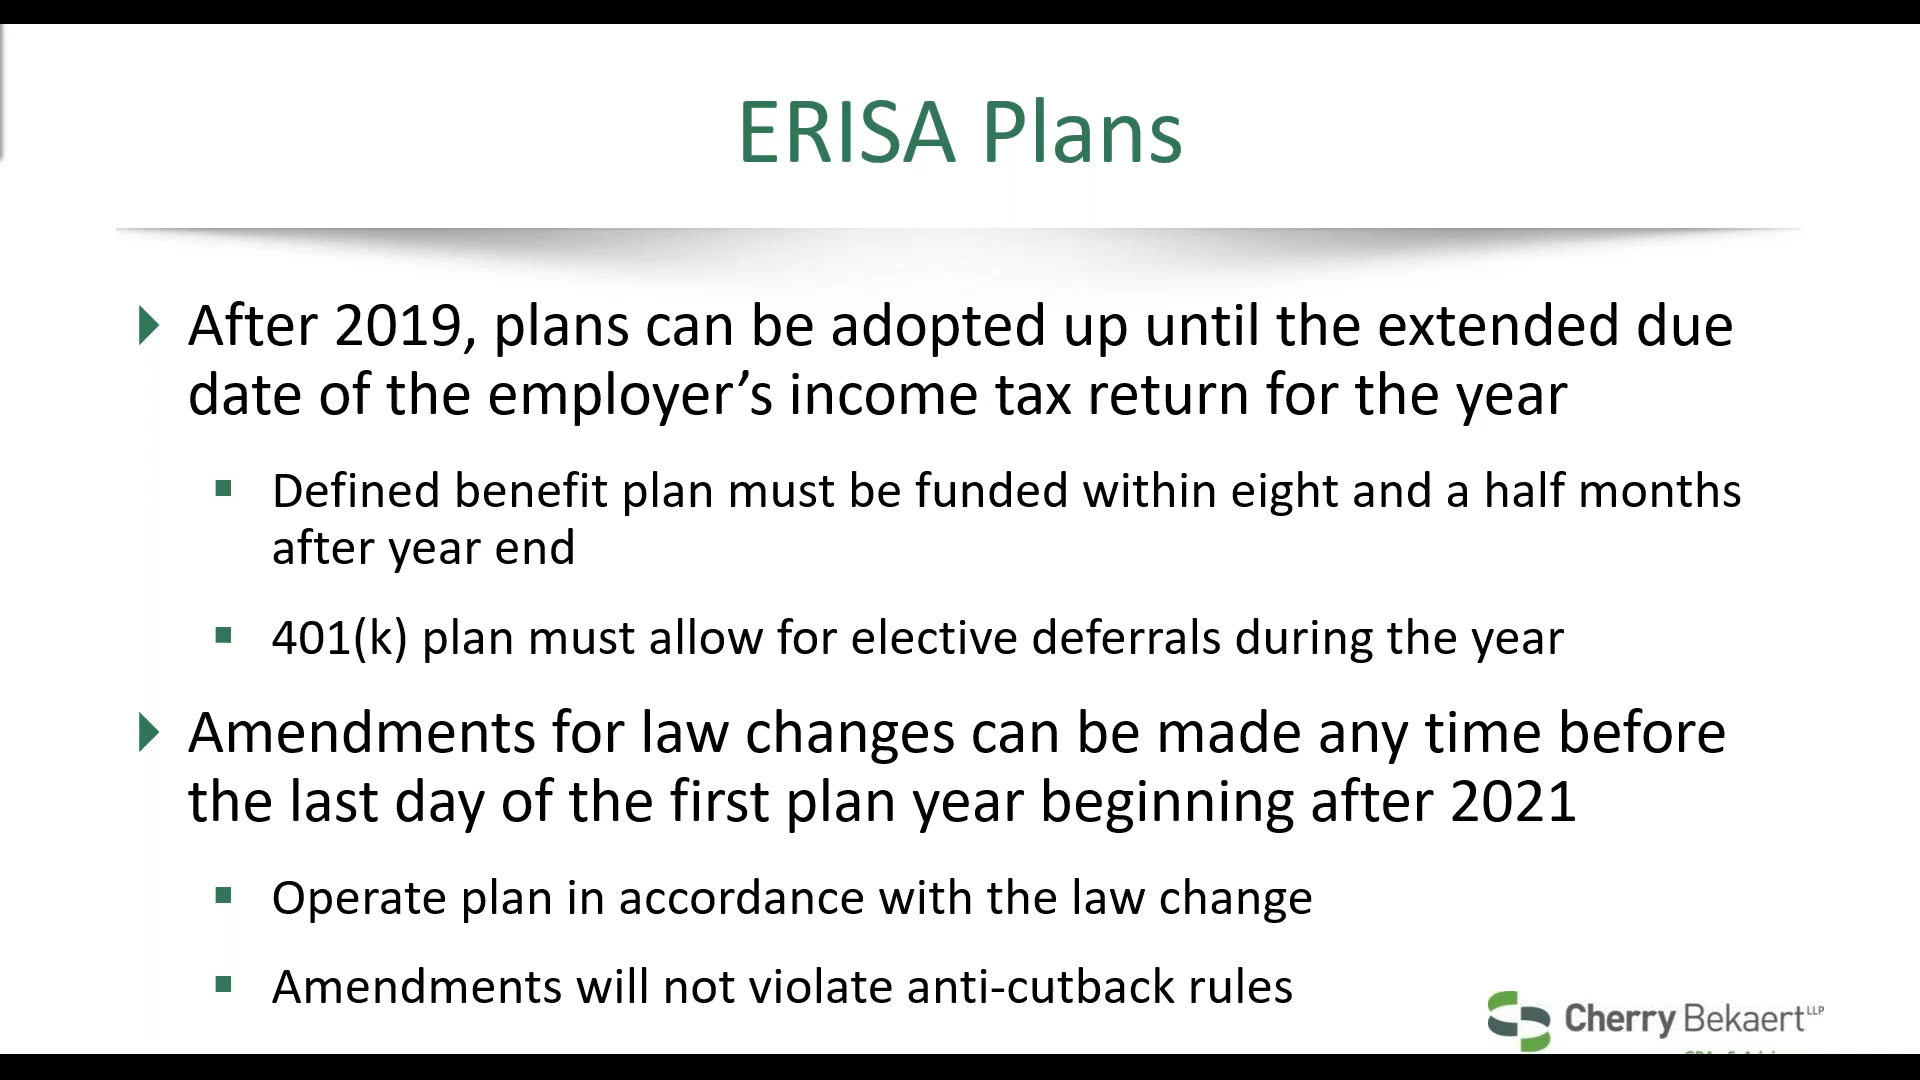 ERISA Plans
After 2019, plans can be adopted up until the extended due
date of the employer’s income tax return for the year
Defined benefit plan must be funded within eight and a half months
after year end
401(k) plan must allow for elective deferrals during the year
Amendments for law changes can be made any time before
the last day of the first plan year beginning after 2021
Operate plan in accordance with the law change
Amendments will not violate anti-cutback rules
Cherry Bekaert LLP